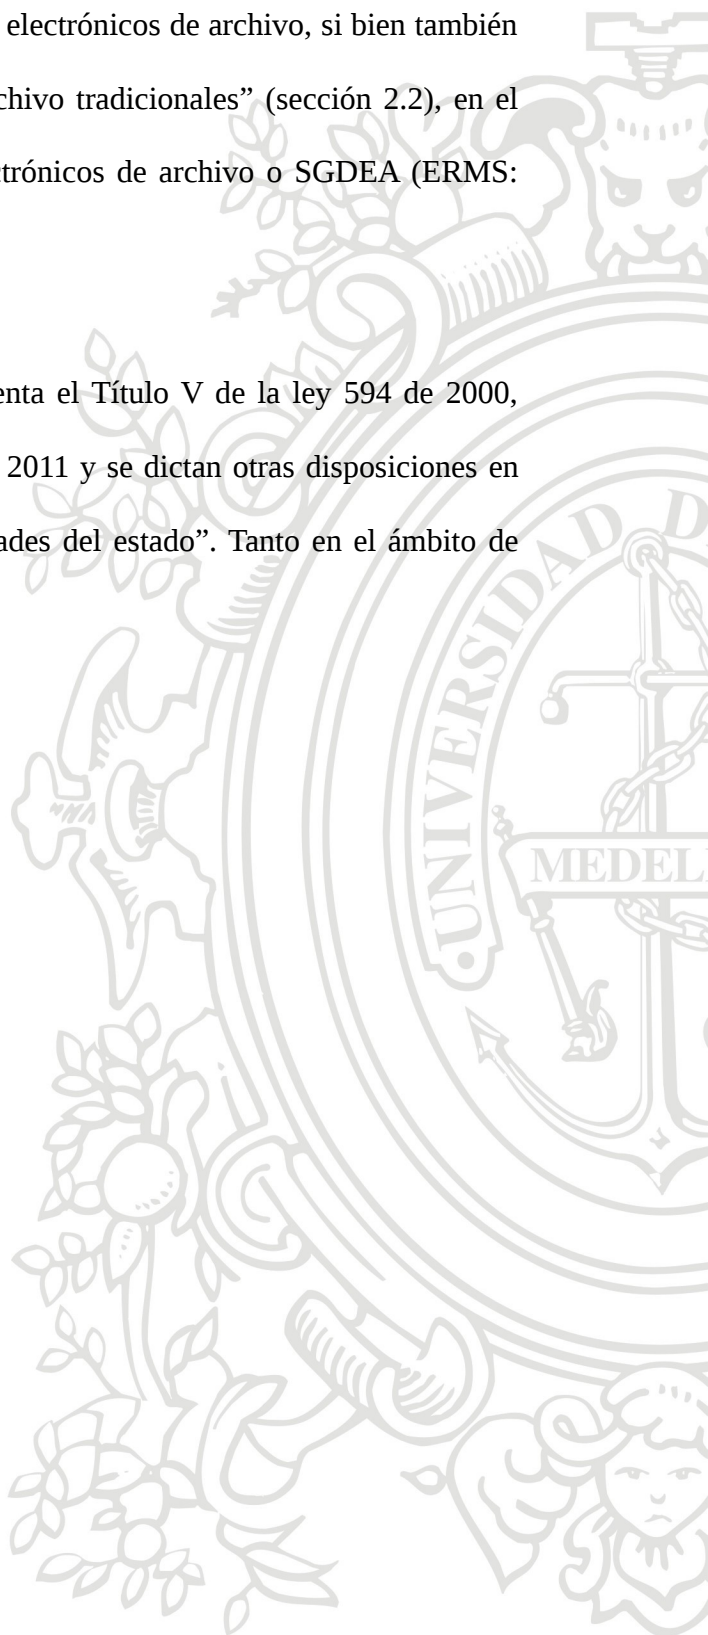 electrónicos de archivo, si bien también
chivo tradicionales” (sección 2.2), en el
trónicos de archivo o SGDEA (ERMS:
enta el Título V de la ley 594 de 2000,
2011 y se dictan otras disposiciones en
ades del estado”. Tanto en el ámbito de
UNIVERSIDAD D
MEDEL